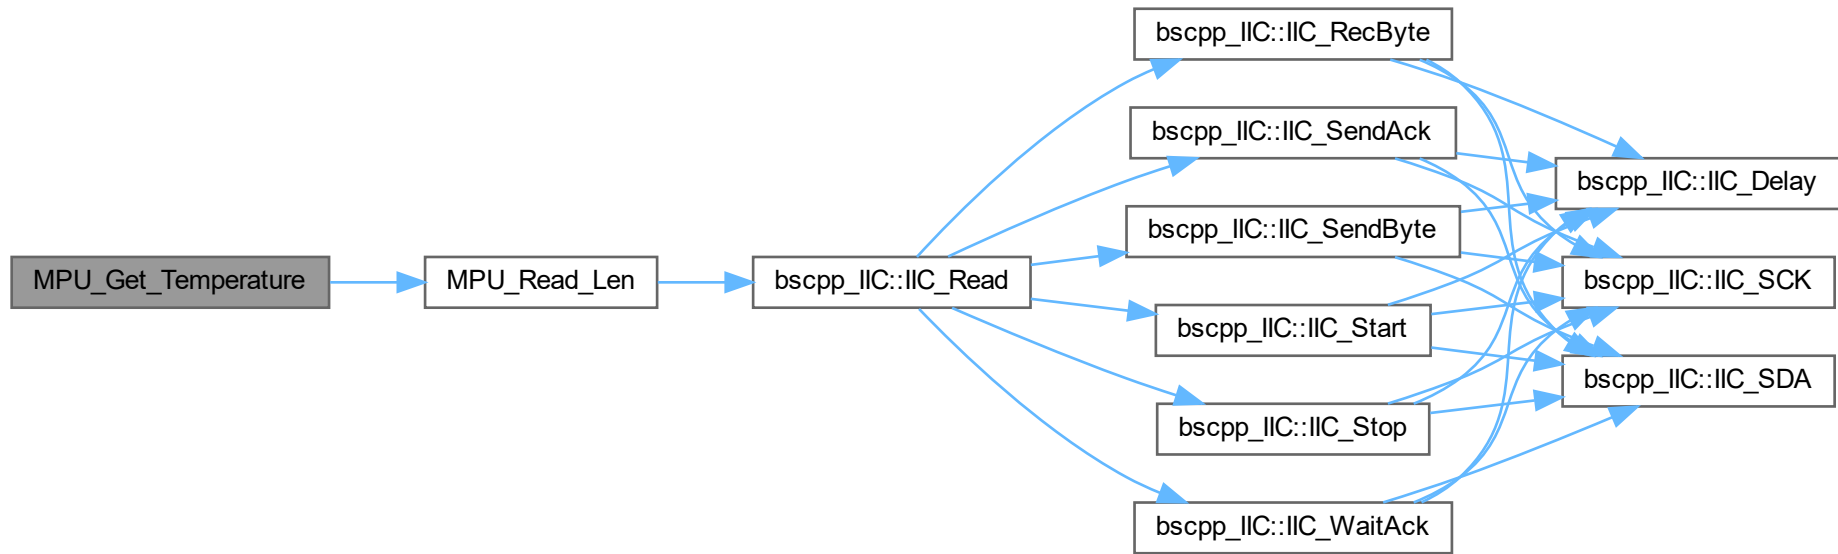 MPU_Get_Temperature
MPU_Read_Len
bscpp_IIC::IIC_Read
bscpp_IIC::IIC_RecByte
bscpp_IIC::IIC_SendAck
bscpp_IIC::IIC_SendByte
bscpp_IIC::IIC_Start
bscpp_IIC::IIC_Stop
bscpp_IIC::IIC_WaitAck
bscpp_IIC::IIC_Delay
bscpp_IIC::IIC_SCK
bscpp_IIC::IIC_SDA